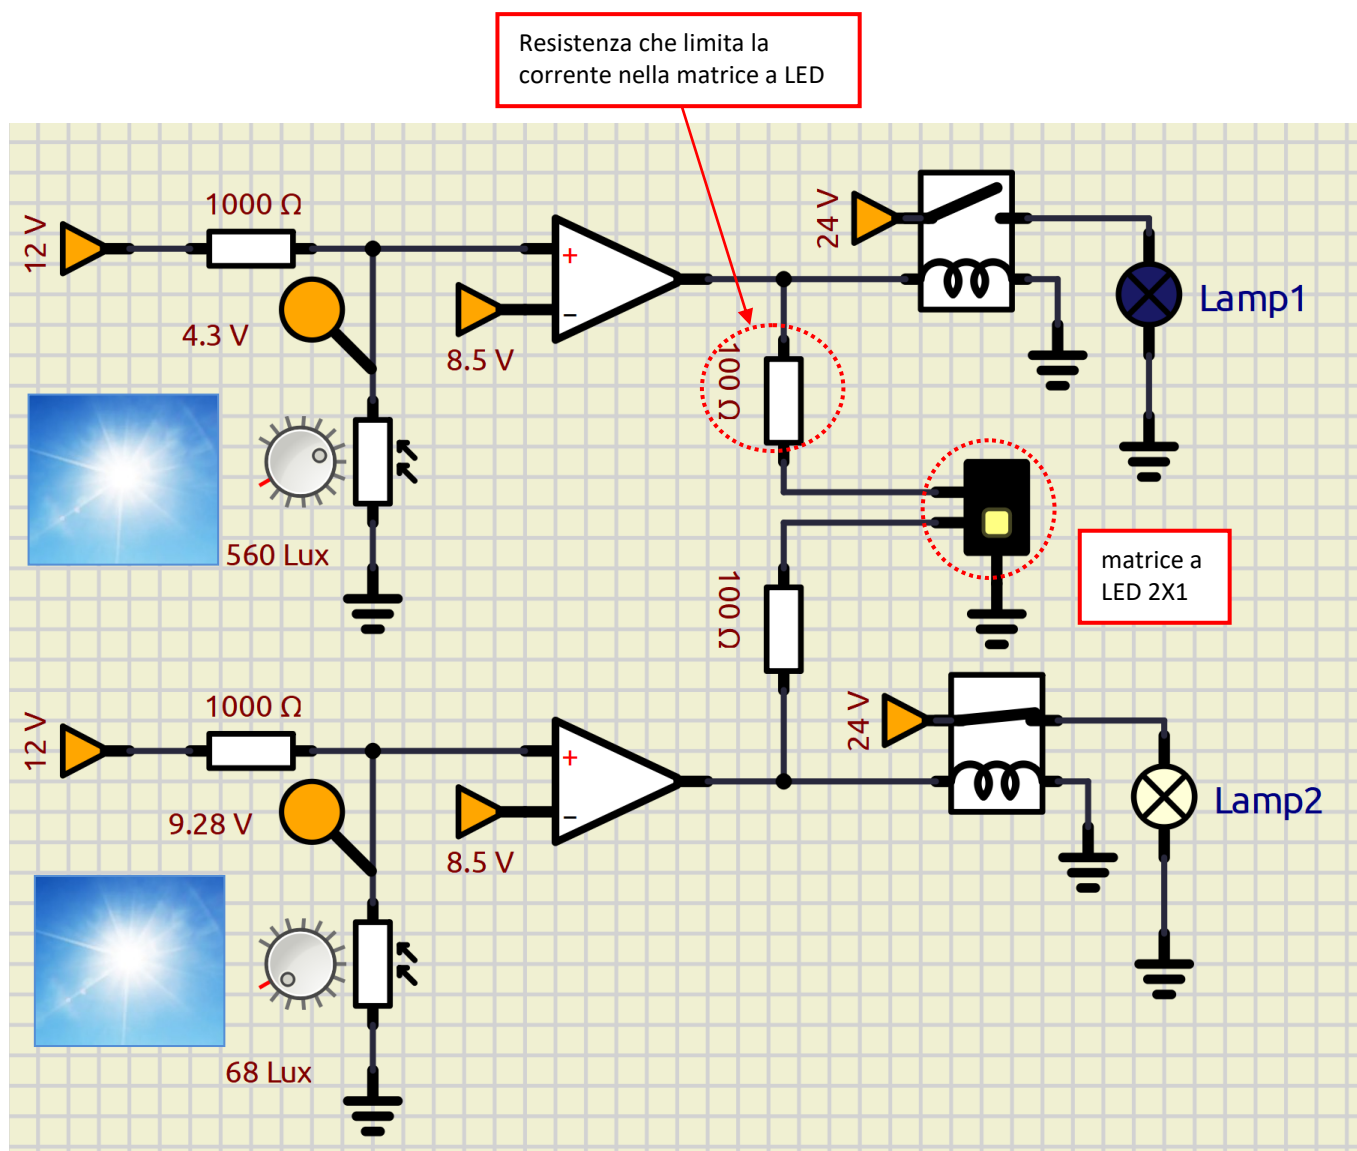 Resistenza che limita la
corrente nella matrice a LED
12 V
1000 Ω
4.3 V
560 Lux
+
−
8.5 V
100 Ω
24 V
Lamp1
matrice a
LED 2X1
100 Ω
12 V
1000 Ω
9.28 V
68 Lux
+
−
8.5 V
24 V
Lamp2